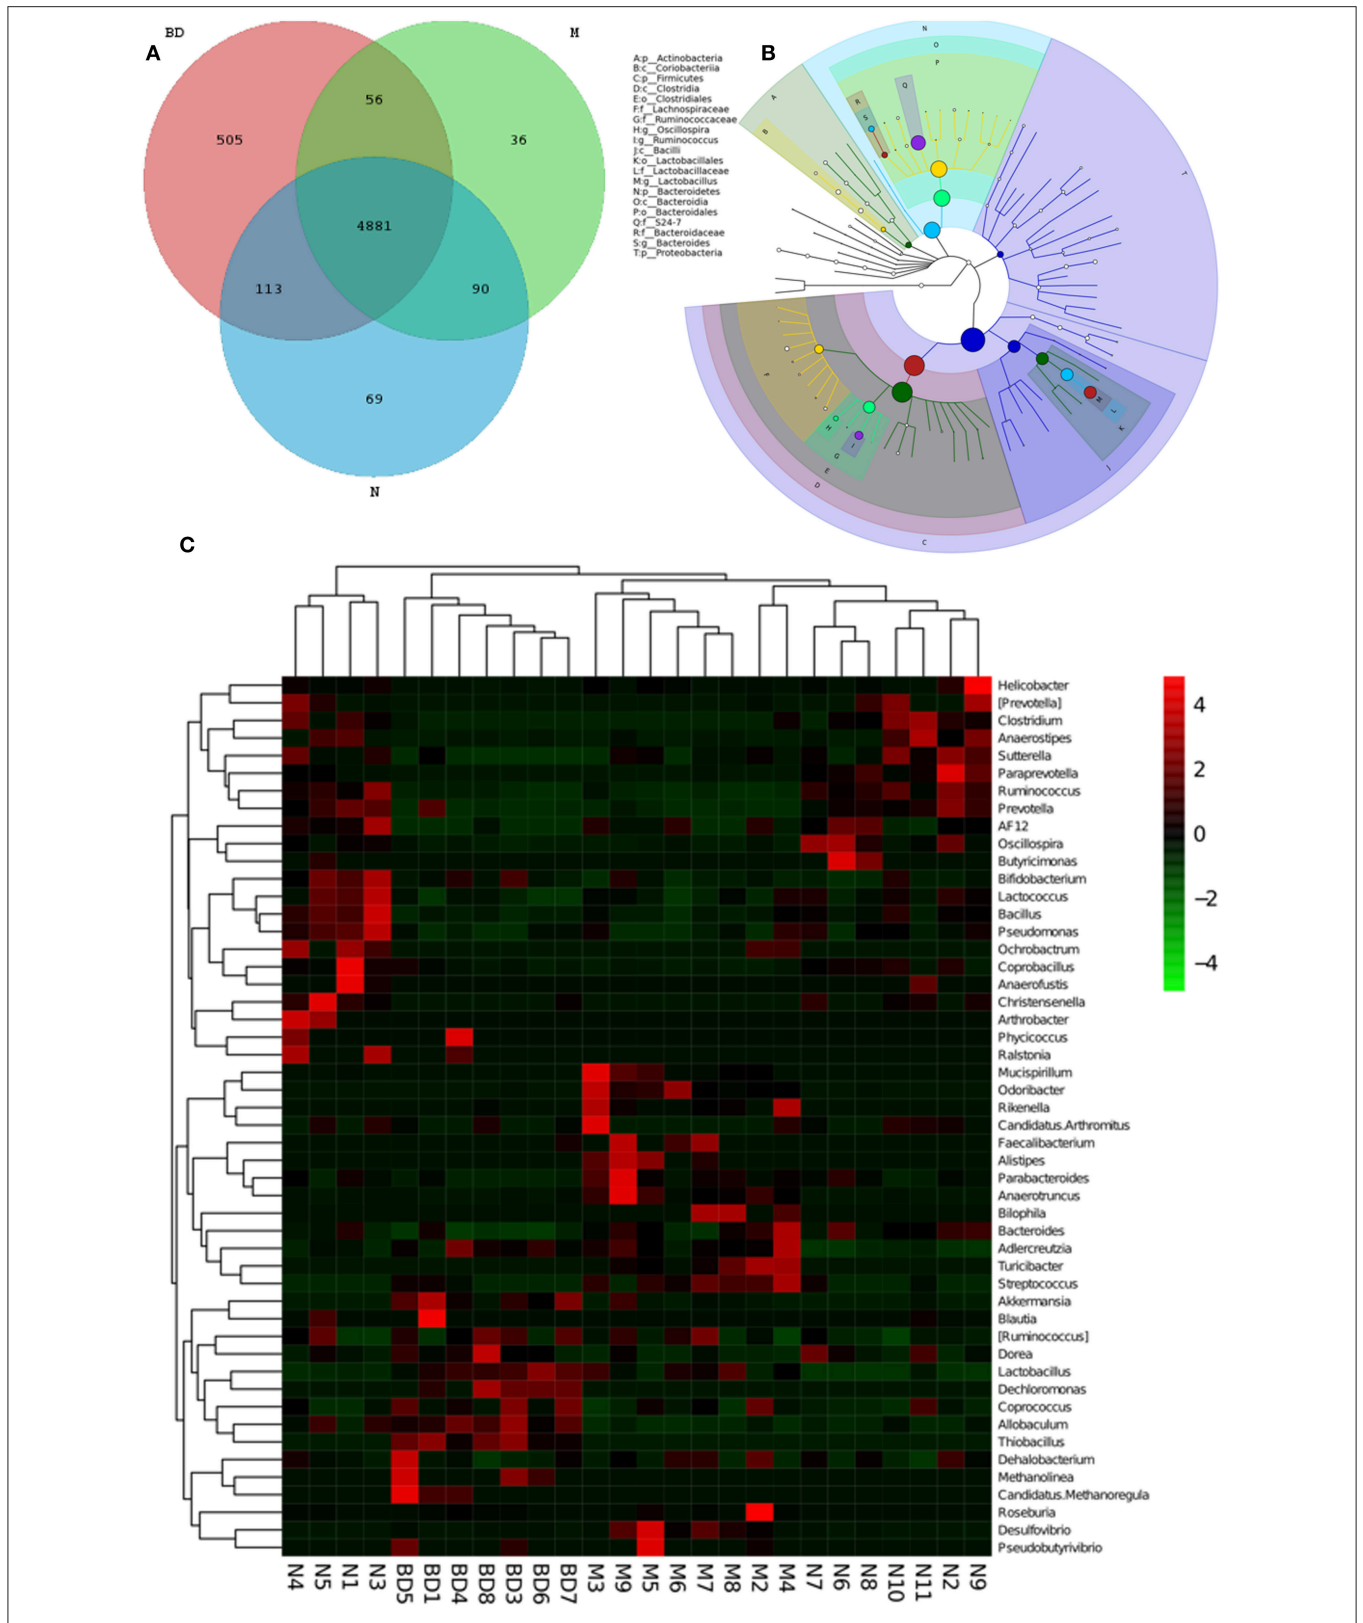 A
BD
M
505
56
36
4881
113
90
69
N
A:p__Actinobacteria
B:c__Coriobacteriia
C:p__Firmicutes
D:c__Clostridia
E:o__Clostridiales
F:f__Lachnospiraceae
G:f__Ruminococcaceae
H:g__Oscillospira
I:g__Ruminococcus
J:c__Bacilli
K:o__Lactobacillales
L:f__Lactobacillaceae
M:g__Lactobacillus
N:p__Bacteroidetes
O:c__Bacteroidia
P:o__Bacteroidales
Q:f__S24-7
R:f__Bacteroidaceae
S:g__Bacteroides
T:p__Proteobacteria
B
N
O
P
Q
R
S
A
B
T
F
H
I
G
E
D
C
M
L
K
C
Helicobacter
[Prevotella]
Clostridium
Anaerostipes
Sutterella
Paraprevotella
Ruminococcus
Prevotella
AF12
Oscillospira
Butyricimonas
Bifidobacterium
Lactococcus
Bacillus
Pseudomonas
Ochrobactrum
Coprobacillus
Anaerofustis
Christensenella
Arthrobacter
Phycicoccus
Ralstonia
Mucispirillum
Odoribacter
Rikenella
Candidatus.Arthromitus
Faecalibacterium
Alistipes
Parabacteroides
Anaerotruncus
Bilophila
Bacteroides
Adlercreutzia
Turicibacter
Streptococcus
Akkermansia
Blautia
[Ruminococcus]
Dorea
Lactobacillus
Dechloromonas
Coprococcus
Allobaculum
Thiobacillus
Dehalobacterium
Methanolinea
Candidatus.Methanoregula
Roseburia
Desulfovibrio
Pseudobutyrivibrio
4
2
0
−2
−4
N4 N5 N1 N3 BD5 BD1 BD4 BD8 BD3 BD6 BD7 M3 M9 M5 M6 M7 M8 M2 M4 N7 N6 N8 N10 N11 N2 N9